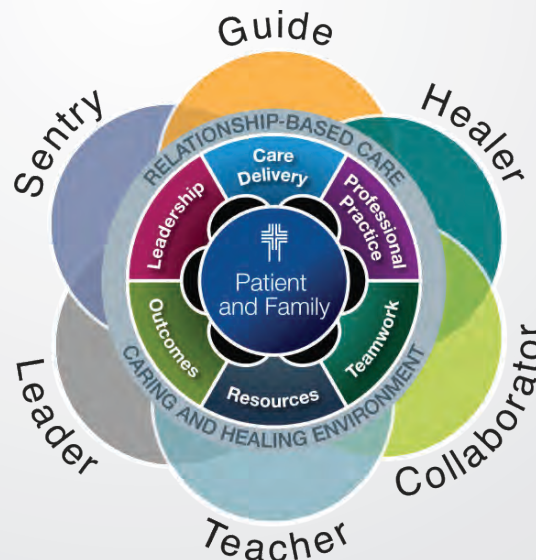 Guide
Healer
Collaborator
Teacher
Leader
Sentry
RELATIONSHIP-BASED CARE
CARING AND HEALING ENVIRONMENT
Care
Delivery
Professional
Practice
Teamwork
Resources
Outcomes
Leadership
Patient
and Family